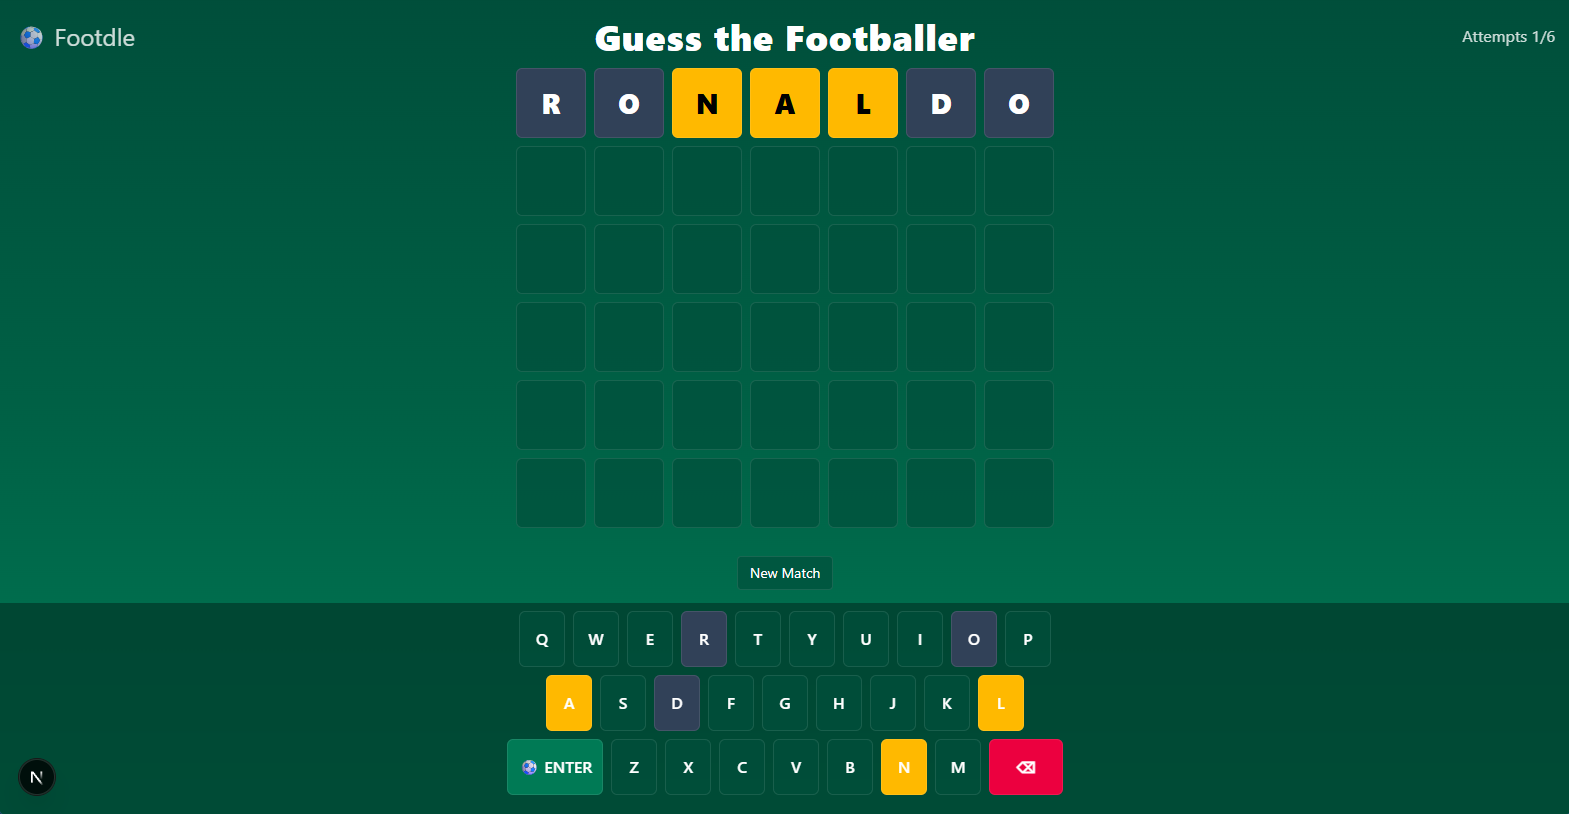 Footdle
Guess the Footballer
Attempts 1/6
R O N A L D O
New Match
Q W E R T Y U I O P
A S D F G H J K L
ENTER Z X C V B N M ⌫
N